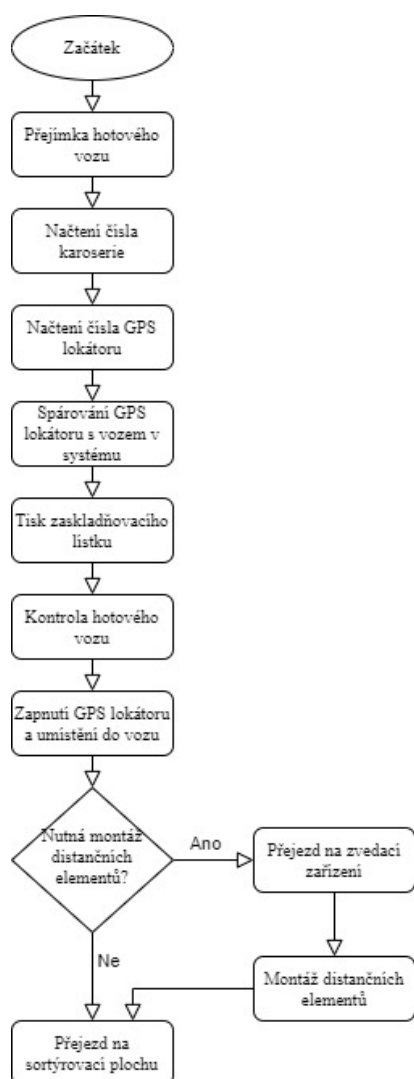 Začátek
Přejímka hotového
vozu
Načtení čísla
karoserie
Načtení čísla GPS
lokátoru
Spárování GPS
lokátoru s vozem v
systému
Tisk zaskladňovacího
lístku
Kontrola hotového
vozu
Zapnutí GPS lokátoru
a umístění do vozu
Nutná montáž
distančních
elementů?
Ano
Přejezd na zvedací
zařízení
Montáž distančních
elementů
Ne
Přejezd na
sortýrovací plochu